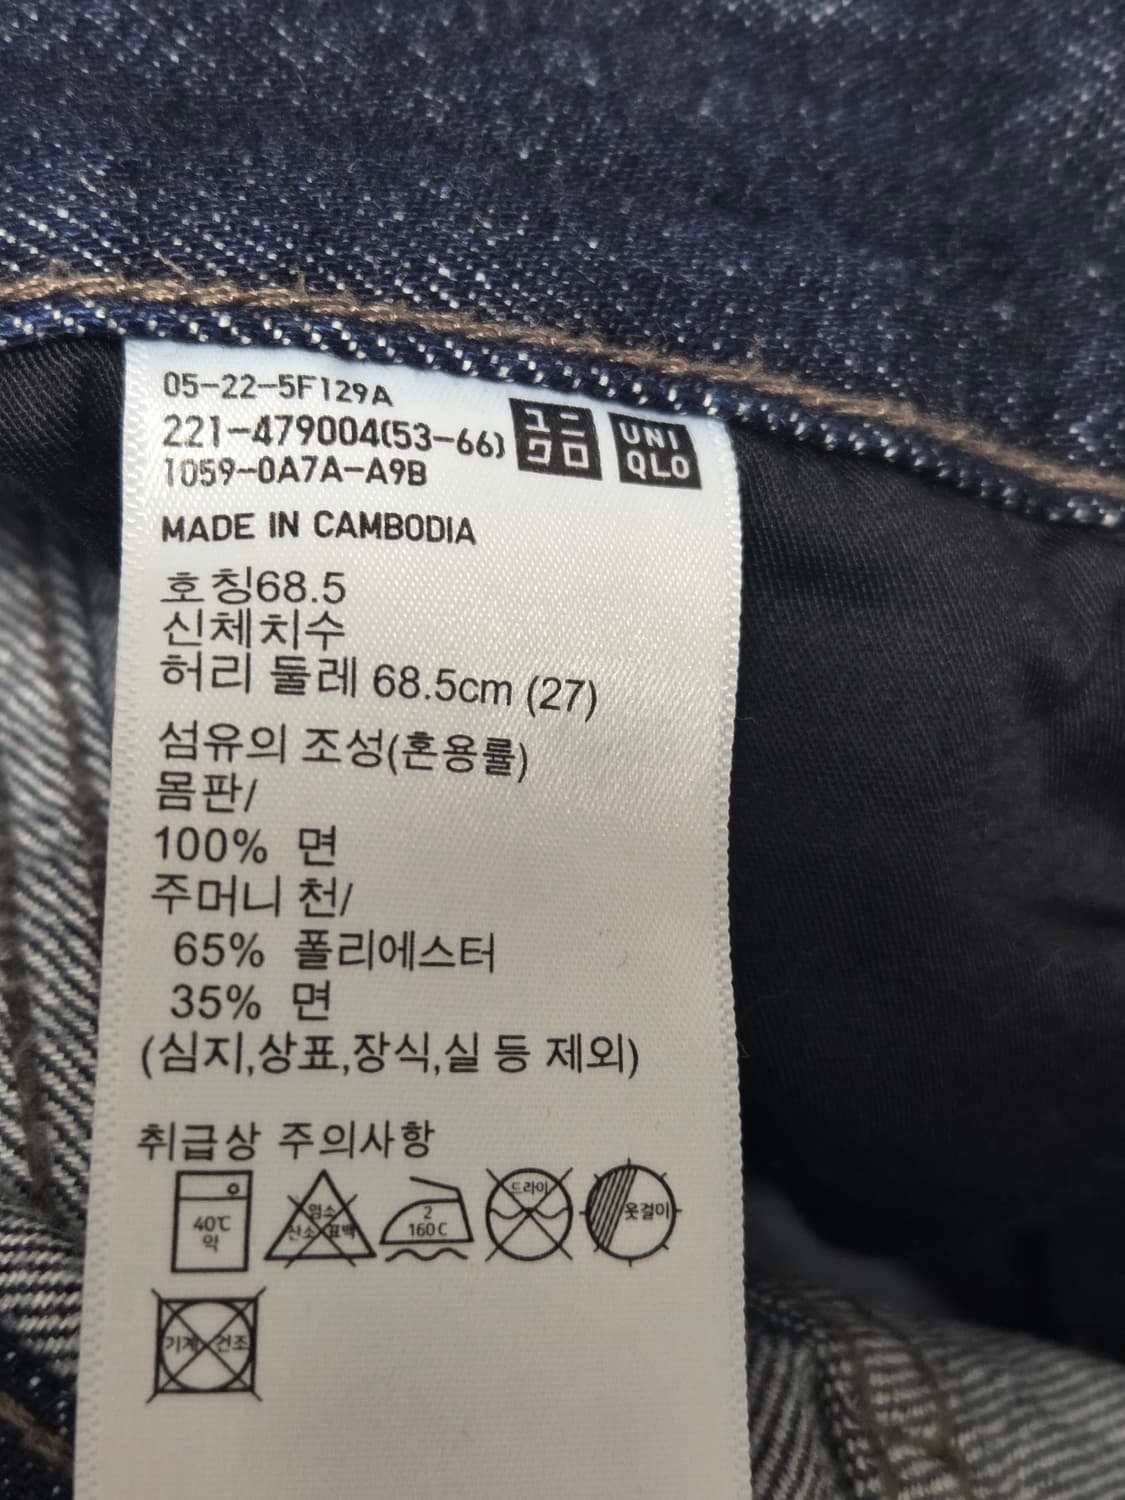 05-22-5F129A
221-479004(53-66)
1059-0A7A-A9B
ユニ
クロ
UNI
QLO
MADE IN CAMBODIA
호칭68.5
신체치수
허리 둘레 68.5cm (27)
섬유의 조성(혼용률)
몸판/
100% 면
주머니 천/
65% 폴리에스터
35% 면
(심지,상표,장식,실 등 제외)
취급상 주의사항
40℃
약
염소
산소 표백
2
160C
드라이
옷걸이
기계 건조